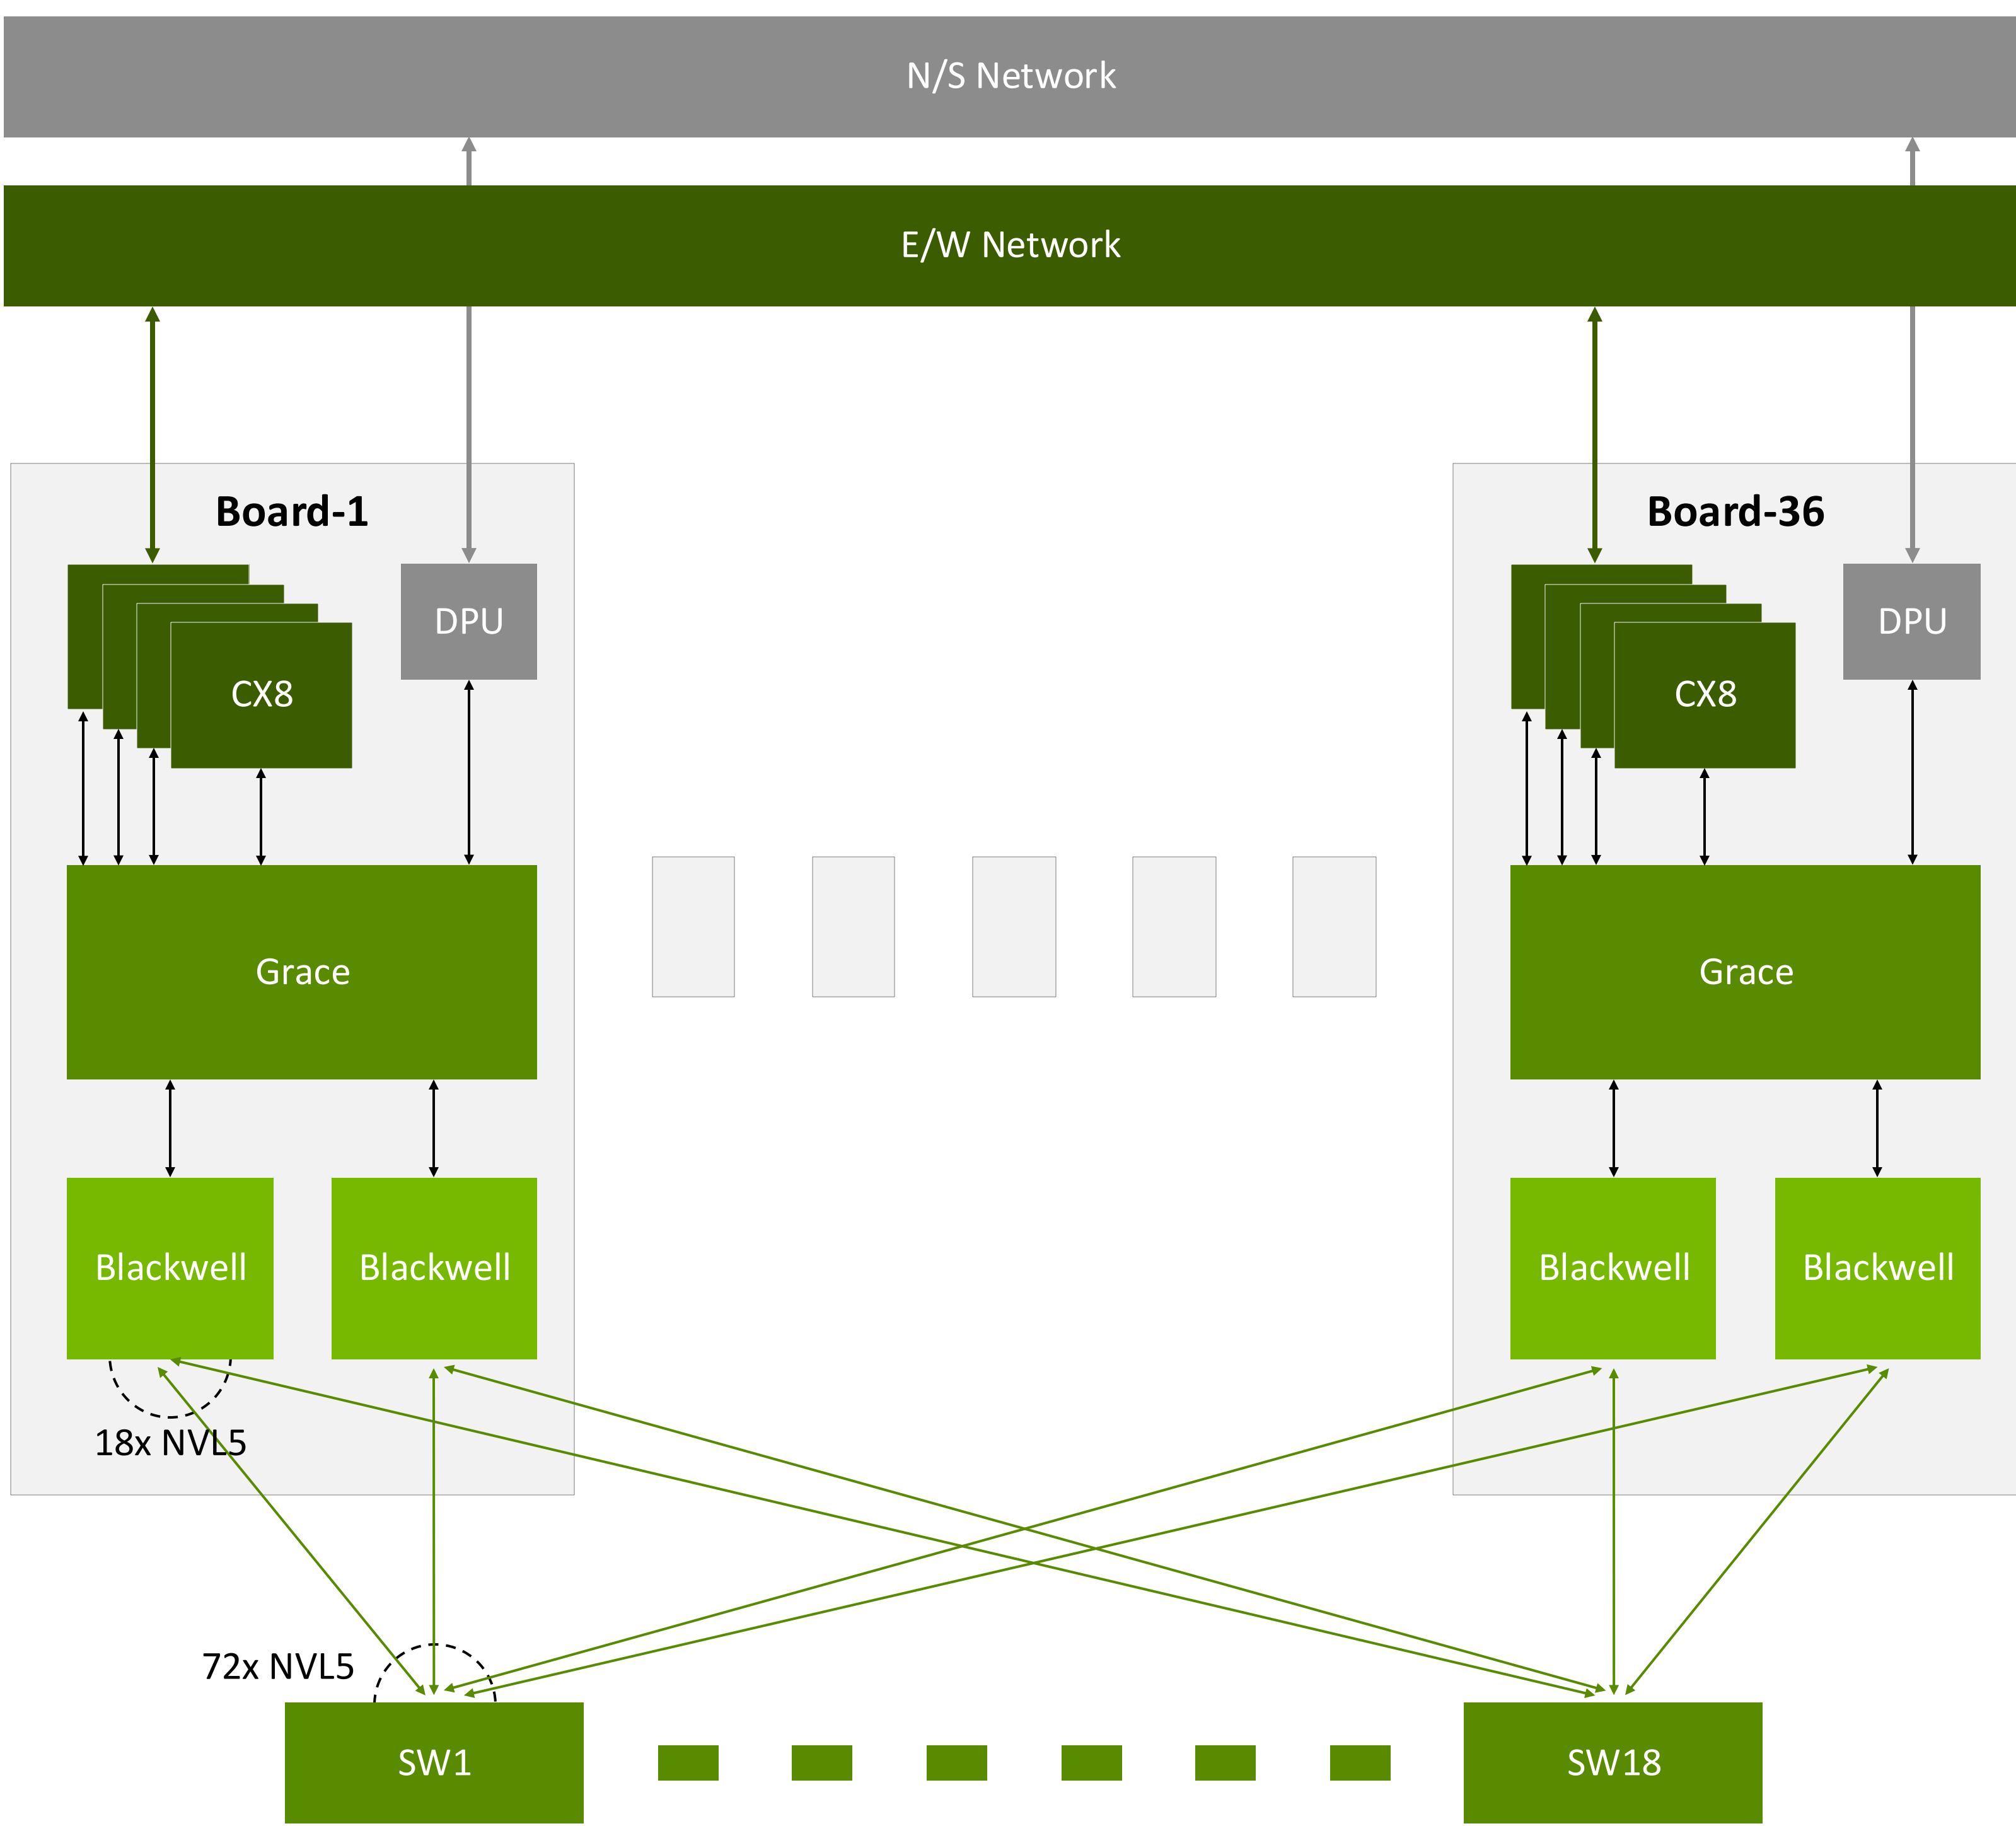 N/S Network
E/W Network
Board-1
Board-36
DPU
DPU
CX8
CX8
Grace
Grace
Blackwell
Blackwell
Blackwell
Blackwell
18x NVL5
72x NVL5
SW1
SW18